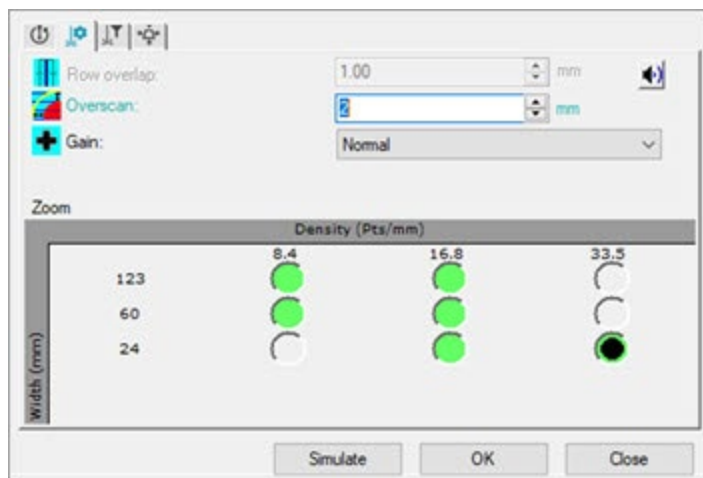 Row overlap: 1.00 mm
Overscan: 2 mm
Gain: Normal
Zoom
Density (Pts/mm)
8.4 16.8 33.5
123
60
24
Width (mm)
Simulate OK Close